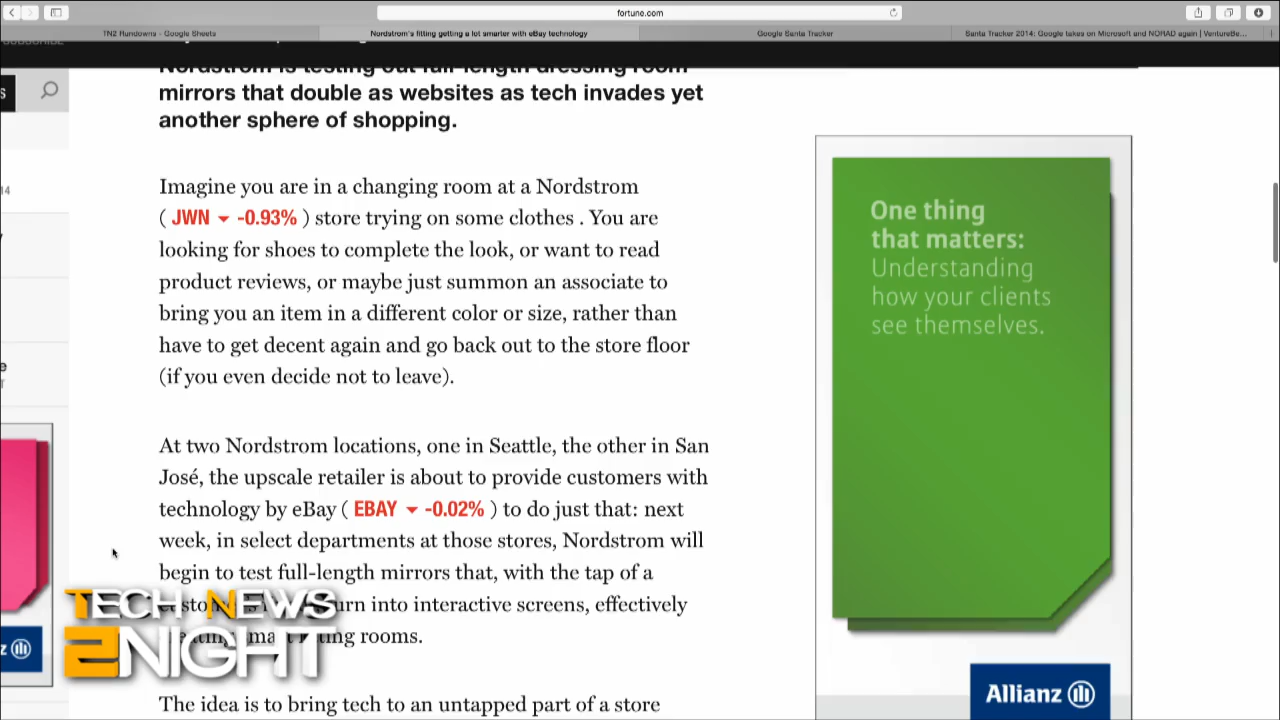 fortune.com
TN2 Rundowns - Google Sheets
Nordstrom's fitting getting a lot smarter with eBay technology
Google Santa Tracker
Santa Tracker 2014: Google takes on Microsoft and NORAD again | VentureBe...
SUBSCRIBE
Nordstrom is testing out full-length dressing room
mirrors that double as websites as tech invades yet
another sphere of shopping.
Imagine you are in a changing room at a Nordstrom
( JWN -0.93% ) store trying on some clothes . You are
looking for shoes to complete the look, or want to read
product reviews, or maybe just summon an associate to
bring you an item in a different color or size, rather than
have to get decent again and go back out to the store floor
(if you even decide not to leave).
At two Nordstrom locations, one in Seattle, the other in San
José, the upscale retailer is about to provide customers with
technology by eBay ( EBAY -0.02% ) to do just that: next
week, in select departments at those stores, Nordstrom will
begin to test full-length mirrors that, with the tap of a
turn into interactive screens, effectively
rooms.
The idea is to bring tech to an untapped part of a store
One thing
that matters:
Understanding
how your clients
see themselves.
Allianz
TECH NEWS
2NIGHT